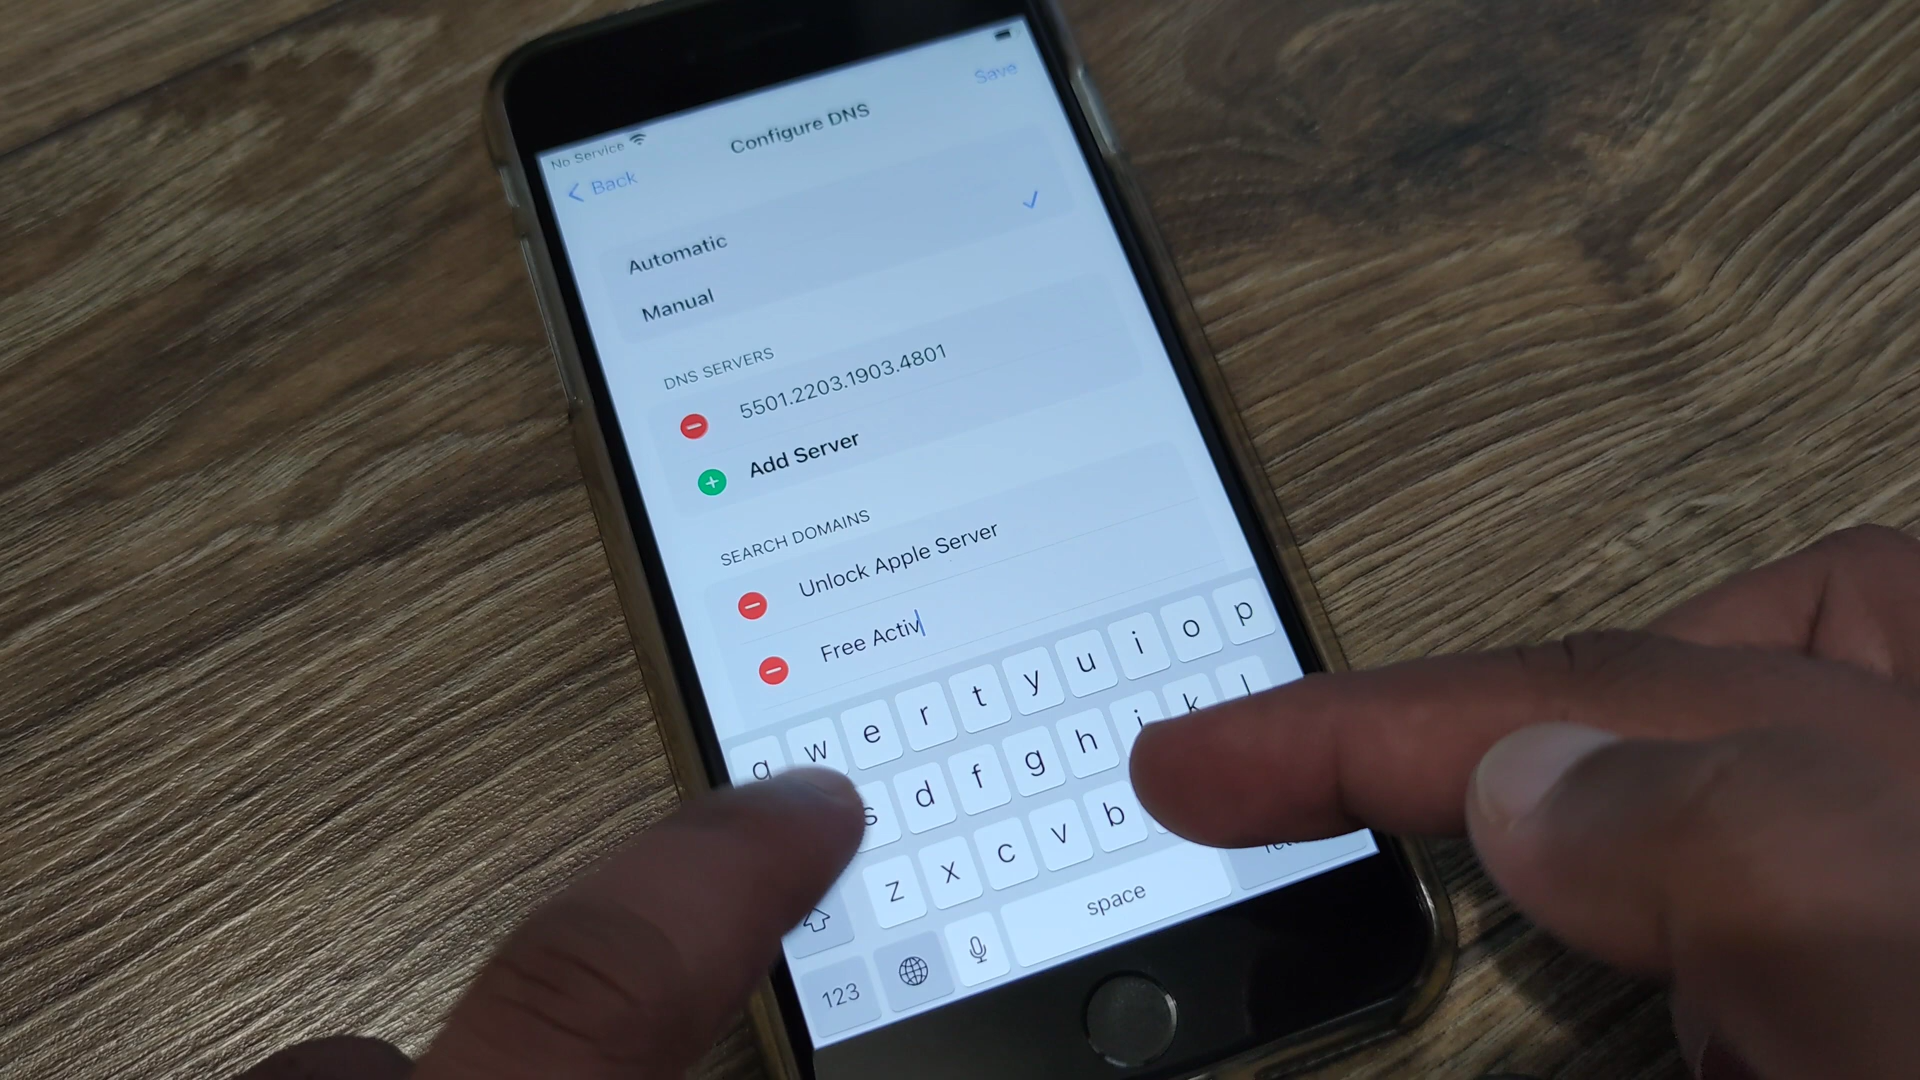 No Service
Save
Back
Configure DNS
Automatic
Manual
DNS SERVERS
5501.2203.1903.4801
Add Server
SEARCH DOMAINS
Unlock Apple Server
Free Activ
q w e r t y u i o p
s d f g h j k l
z x c v b
123
space